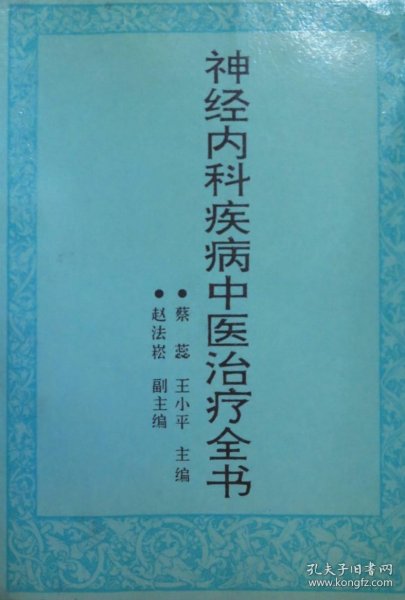 神经内科疾病中医治疗全书
●蔡蕊 王小平 主编
●赵法崧 副主编
孔夫子旧书网
www.kongfz.com